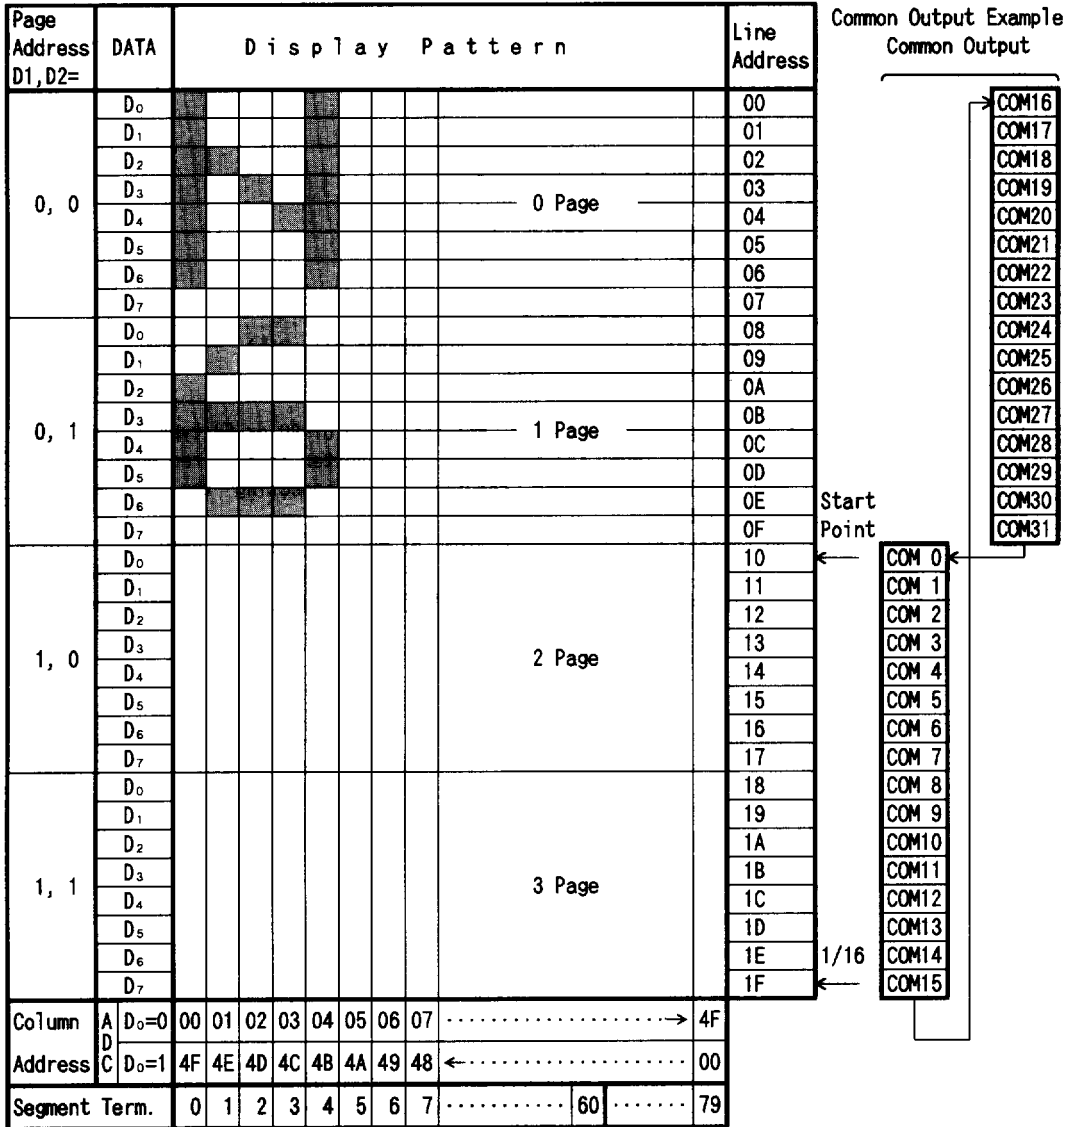 Page Address D1,D2= DATA Display Pattern Line Address Common Output Example
Common Output
D₀ 00 COM16
D₁ 01 COM17
D₂ 02 COM18
D₃ 03 COM19
0, 0 D₄ 0 Page 04 COM20
D₅ 05 COM21
D₆ 06 COM22
D₇ 07 COM23
D₀ 08 COM24
D₁ 09 COM25
D₂ 0A COM26
D₃ 0B COM27
0, 1 D₄ 1 Page 0C COM28
D₅ 0D COM29
D₆ 0E Start COM30
D₇ 0F Point COM31
D₀ 10 COM 0
D₁ 11 COM 1
D₂ 12 COM 2
D₃ 13 COM 3
1, 0 D₄ 2 Page 14 COM 4
D₅ 15 COM 5
D₆ 16 COM 6
D₇ 17 COM 7
D₀ 18 COM 8
D₁ 19 COM 9
D₂ 1A COM10
D₃ 1B COM11
1, 1 D₄ 3 Page 1C COM12
D₅ 1D COM13
D₆ 1E 1/16 COM14
D₇ 1F COM15
Column Address ADC D₀=0 00 01 02 03 04 05 06 07 4F
D₀=1 4F 4E 4D 4C 4B 4A 49 48 00
Segment Term. 0 1 2 3 4 5 6 7 60 79